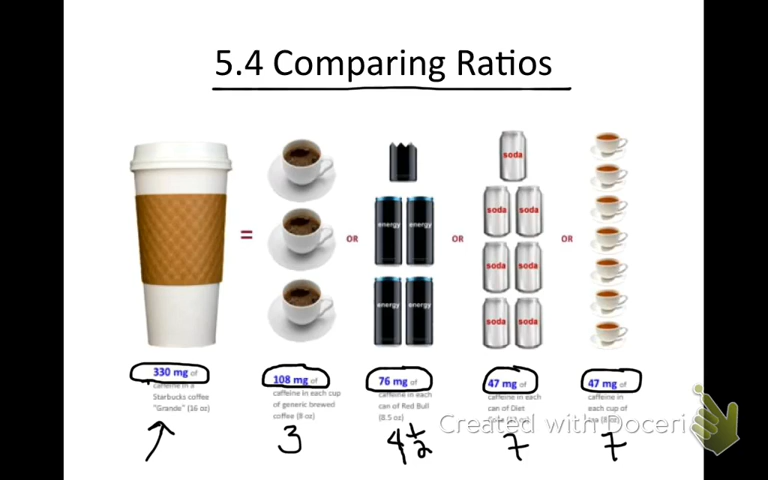 5.4 Comparing Ratios
soda
energy energy
soda soda
= OR OR OR
soda soda
energy energy
soda soda
330 mg of
caffeine in a
Starbucks coffee
"Grande" (16 oz)
108 mg of
caffeine in each cup
of generic brewed
coffee (8 oz)
76 mg of
caffeine in each
can of Red Bull
(8.5 oz)
47 mg of
caffeine in each
can of Diet
47 mg of
caffeine in
each cup of
Created with Doceri
3 4½ 7 7